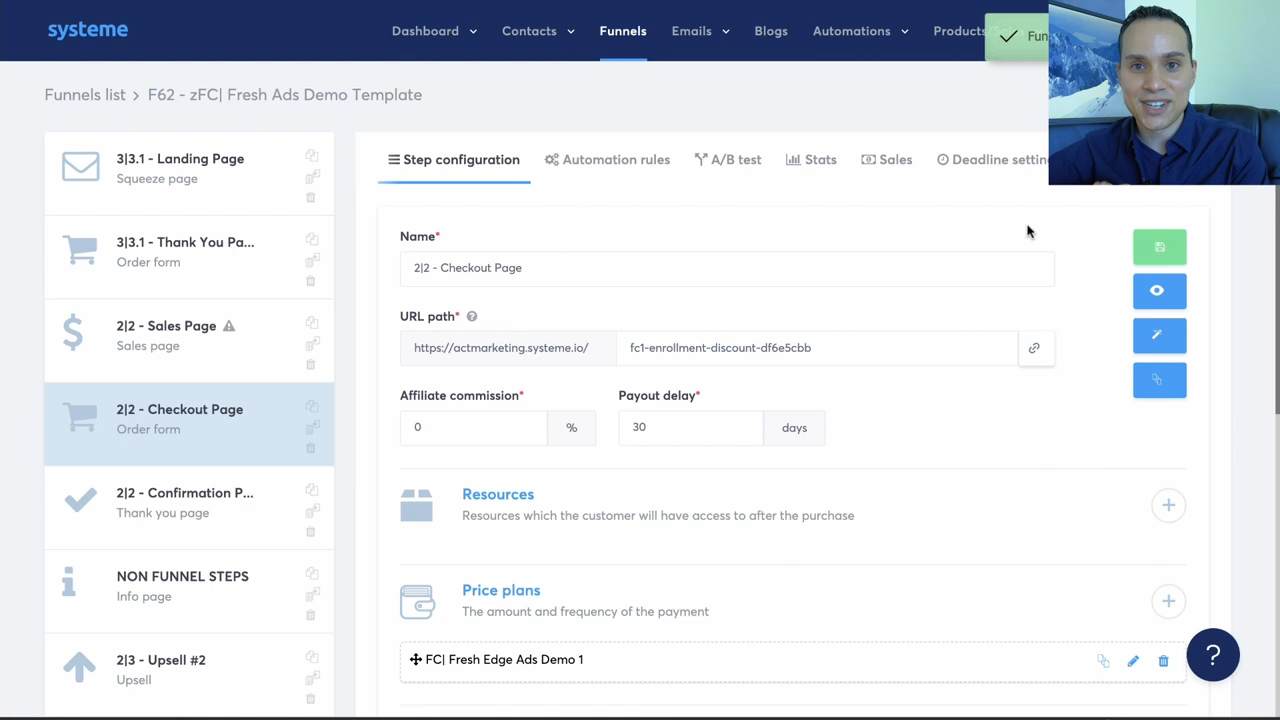 systeme
Dashboard
Contacts
Funnels
Emails
Blogs
Automations
Products/
Fun
Funnels list > F62 - zFC| Fresh Ads Demo Template
3|3.1 - Landing Page
Squeeze page
3|3.1 - Thank You Pa...
Order form
2|2 - Sales Page
Sales page
2|2 - Checkout Page
Order form
2|2 - Confirmation P...
Thank you page
NON FUNNEL STEPS
Info page
2|3 - Upsell #2
Upsell
Step configuration
Automation rules
A/B test
Stats
Sales
Deadline settin
Name*
2|2 - Checkout Page
URL path* ?
https://actmarketing.systeme.io/ fc1-enrollment-discount-df6e5cbb
Affiliate commission* Payout delay*
0 % 30 days
Resources
Resources which the customer will have access to after the purchase
Price plans
The amount and frequency of the payment
FC| Fresh Edge Ads Demo 1
?